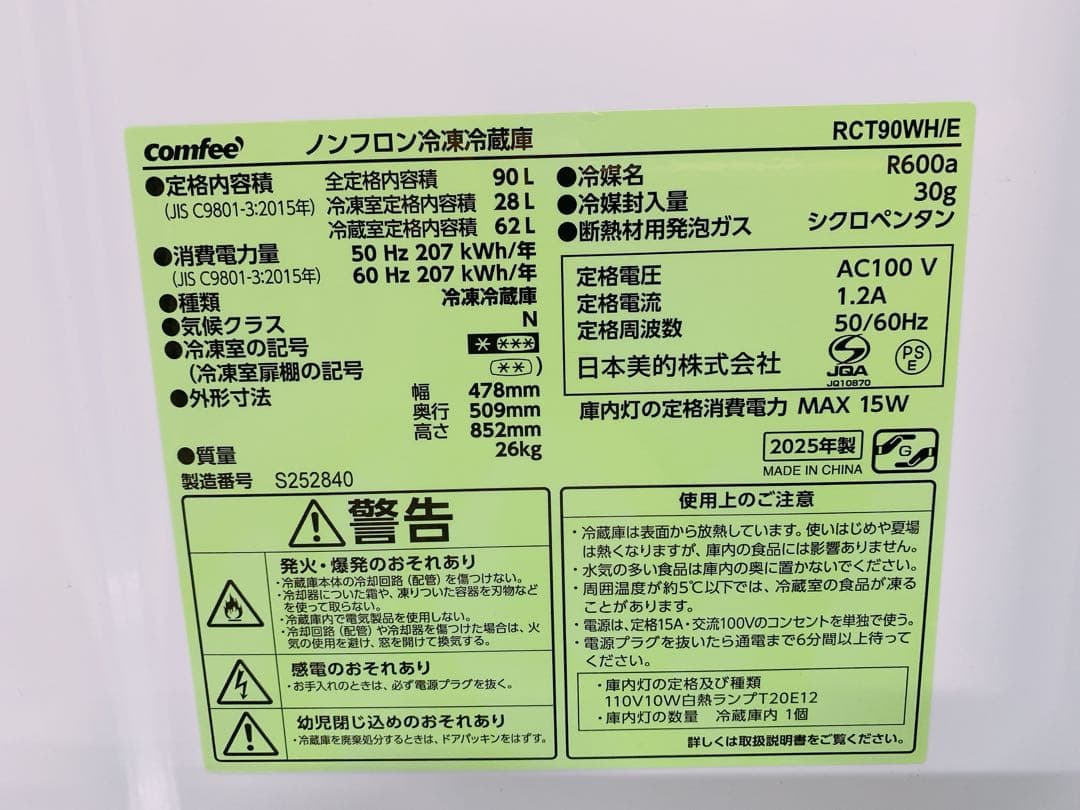 comfee' ノンフロン冷凍冷蔵庫 RCT90WH/E
●定格内容積 全定格内容積 90 L
(JIS C9801-3:2015年) 冷凍室定格内容積 28 L
冷蔵室定格内容積 62 L
●消費電力量 50 Hz 207 kWh/年
(JIS C9801-3:2015年) 60 Hz 207 kWh/年
●種類 冷凍冷蔵庫
●気候クラス N
●冷凍室の記号 * ***
(冷凍室扉棚の記号 **)
●外形寸法 幅 478mm
奥行 509mm
高さ 852mm
●質量 26kg
製造番号 S252840
●冷媒名 R600a
●冷媒封入量 30g
●断熱材用発泡ガス シクロペンタン
定格電圧 AC100 V
定格電流 1.2A
定格周波数 50/60Hz
日本美的株式会社
JQA
JQ10870
PS
E
庫内灯の定格消費電力 MAX 15W
2025年製
MADE IN CHINA
G
警告
発火・爆発のおそれあり
・冷蔵庫本体の冷却回路(配管)を傷つけない。
・冷却器についた霜や、凍りついた容器を刃物など
を使って取らない。
・冷蔵庫内で電気製品を使用しない。
・冷却回路(配管)や冷却器を傷つけた場合は、火
気の使用を避け、窓を開けて換気する。
感電のおそれあり
・お手入れのときは、必ず電源プラグを抜く。
幼児閉じ込めのおそれあり
・冷蔵庫を廃棄処分するときは、ドアパッキンをはずす。
使用上のご注意
・冷蔵庫は表面から放熱しています。使いはじめや夏場
は熱くなりますが、庫内の食品には影響ありません。
・水気の多い食品は庫内の奥に置かないでください。
・周囲温度が約5℃以下では、冷蔵室の食品が凍る
ことがあります。
・電源は、定格15A・交流100Vのコンセントを単独で使う。
・電源プラグを抜いたら通電まで6分間以上待って
ください。
・庫内灯の定格及び種類
110V10W白熱ランプT20E12
・庫内灯の数量 冷蔵庫内 1個
詳しくは取扱説明書をご覧ください。